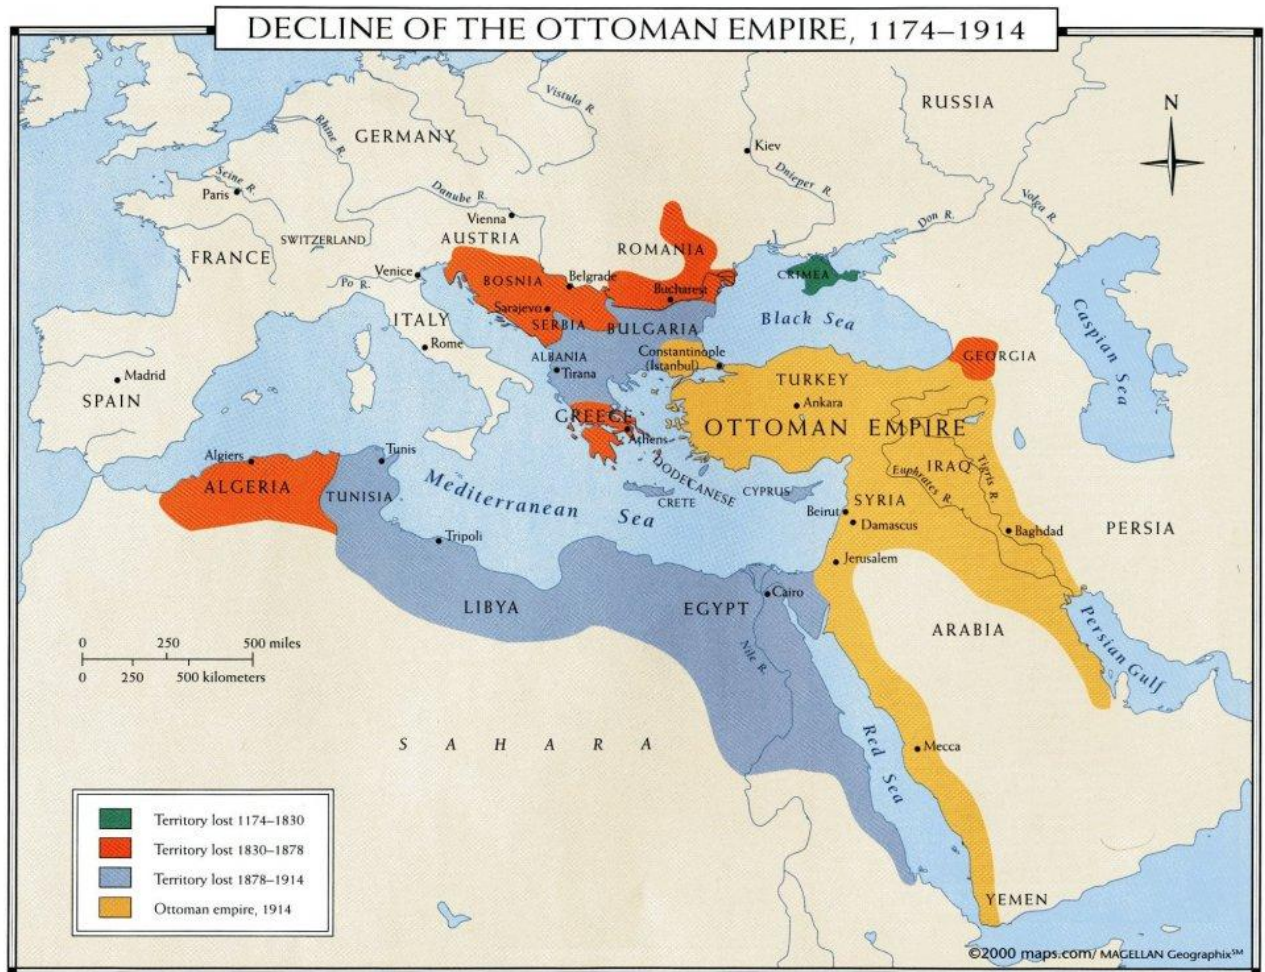 DECLINE OF THE OTTOMAN EMPIRE, 1174–1914
RUSSIA
N
Vistula R.
Rhine R.
GERMANY
Kiev
Dnieper R.
Seine R.
Paris
Danube R.
Volga R.
Don R.
Vienna
AUSTRIA
SWITZERLAND
FRANCE
ROMANIA
Venice
Po R.
BOSNIA
Belgrade
Bucharest
CRIMEA
Sarajevo
SERBIA
BULGARIA
Black Sea
Caspian Sea
ITALY
Rome
ALBANIA
Tirana
Constantinople
(Istanbul)
GEORGIA
Madrid
SPAIN
TURKEY
Ankara
GREECE
Athens
OTTOMAN EMPIRE
Algiers
Tunis
ALGERIA
TUNISIA
Mediterranean Sea
DODECANESE
CRETE
CYPRUS
Euphrates R.
IRAQ
Tigris R.
SYRIA
Beirut
Damascus
Baghdad
PERSIA
Tripoli
Jerusalem
LIBYA
EGYPT
Cairo
Nile R.
ARABIA
Persian Gulf
0 250 500 miles
0 250 500 kilometers
SAHARA
Red Sea
Mecca
YEMEN
Territory lost 1174–1830
Territory lost 1830–1878
Territory lost 1878–1914
Ottoman empire, 1914
©2000 maps.com/ MAGELLAN Geographix℠